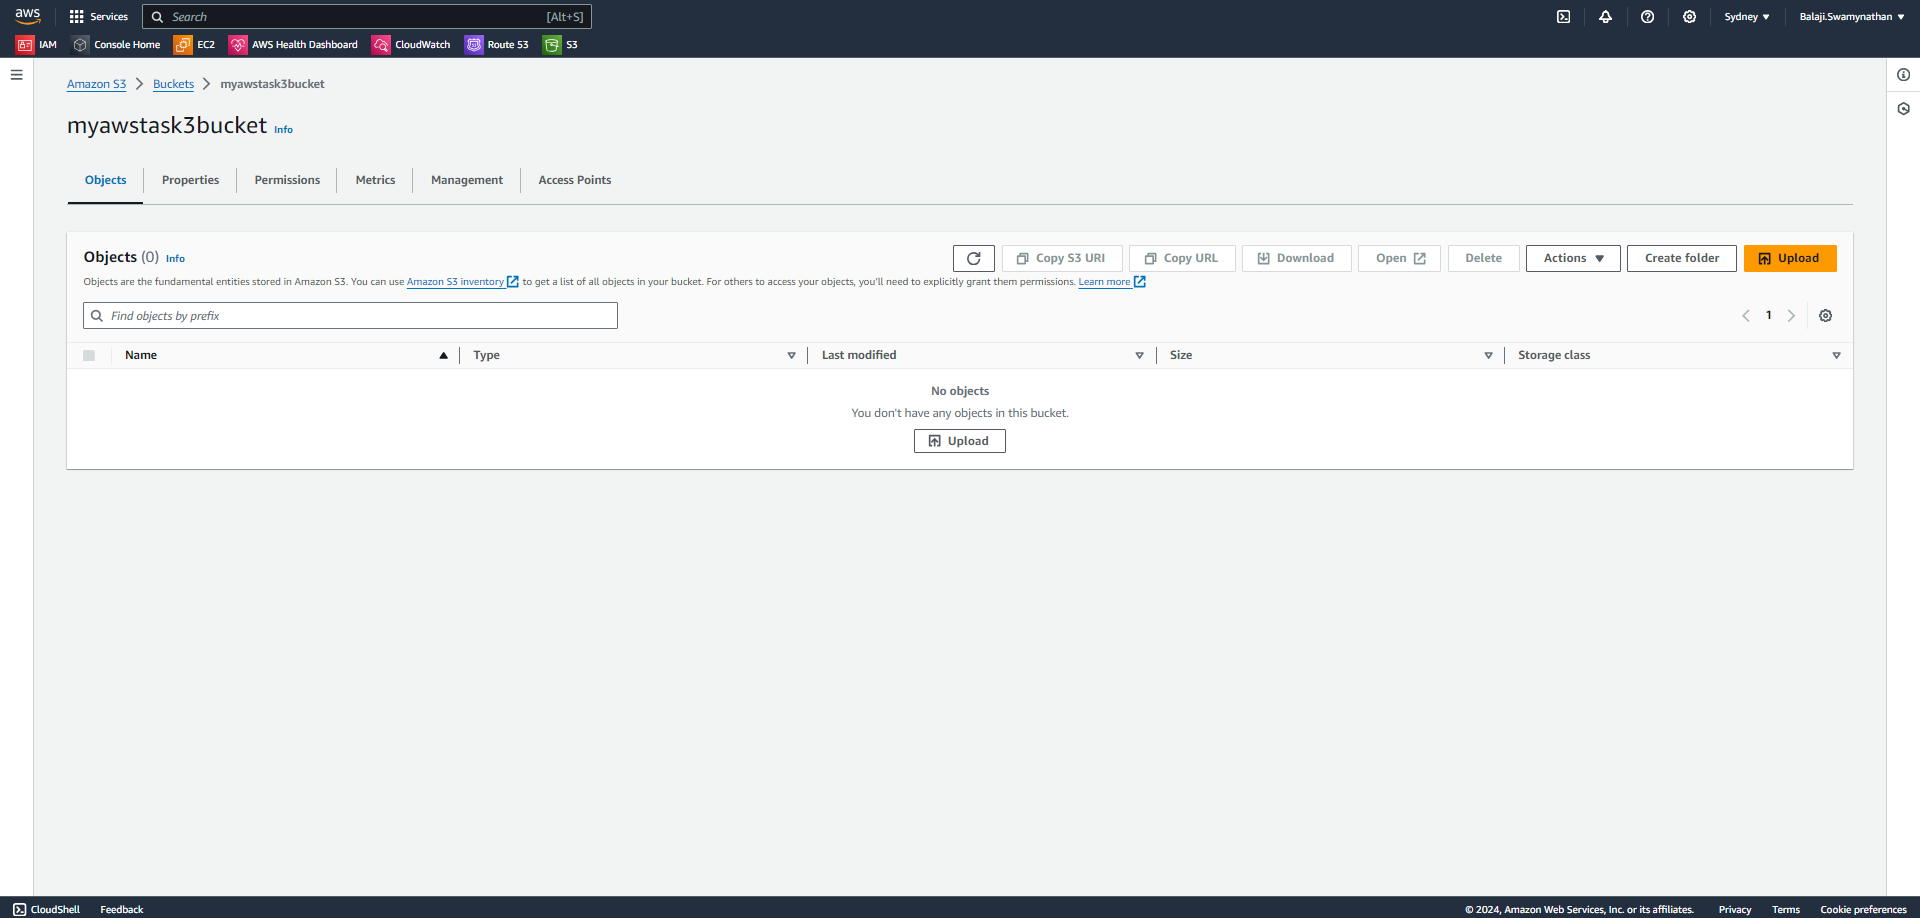 aws Services Search [Alt+S] Sydney ▼ Balaji.Swamynathan ▼
IAM Console Home EC2 AWS Health Dashboard CloudWatch Route 53 S3
Amazon S3 > Buckets > myawstask3bucket
myawstask3bucket Info
Objects Properties Permissions Metrics Management Access Points
Objects (0) Info Copy S3 URI Copy URL Download Open Delete Actions ▼ Create folder Upload
Objects are the fundamental entities stored in Amazon S3. You can use Amazon S3 inventory to get a list of all objects in your bucket. For others to access your objects, you'll need to explicitly grant them permissions. Learn more
Find objects by prefix < 1 >
Name Type Last modified Size Storage class
No objects
You don't have any objects in this bucket.
Upload
CloudShell Feedback © 2024, Amazon Web Services, Inc. or its affiliates. Privacy Terms Cookie preferences